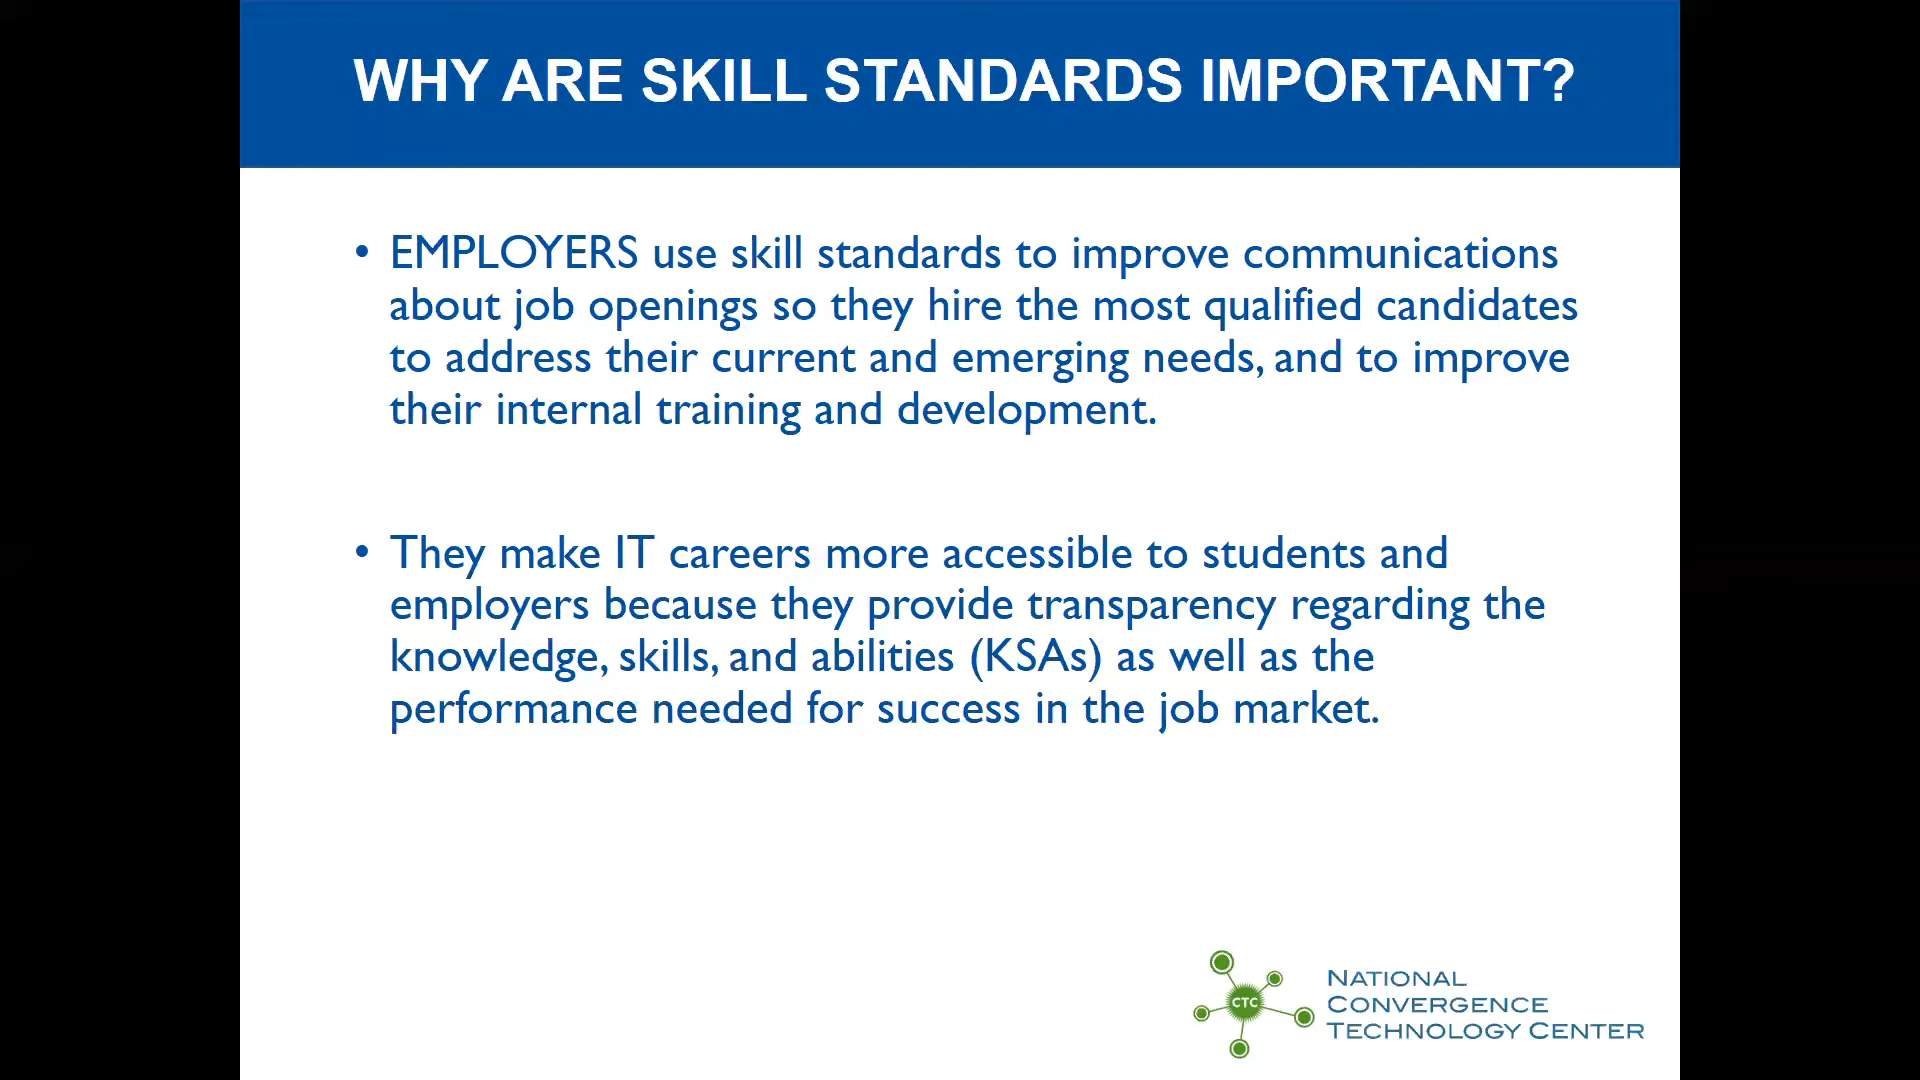 WHY ARE SKILL STANDARDS IMPORTANT?
• EMPLOYERS use skill standards to improve communications
about job openings so they hire the most qualified candidates
to address their current and emerging needs, and to improve
their internal training and development.
• They make IT careers more accessible to students and
employers because they provide transparency regarding the
knowledge, skills, and abilities (KSAs) as well as the
performance needed for success in the job market.
CTC
NATIONAL
CONVERGENCE
TECHNOLOGY CENTER